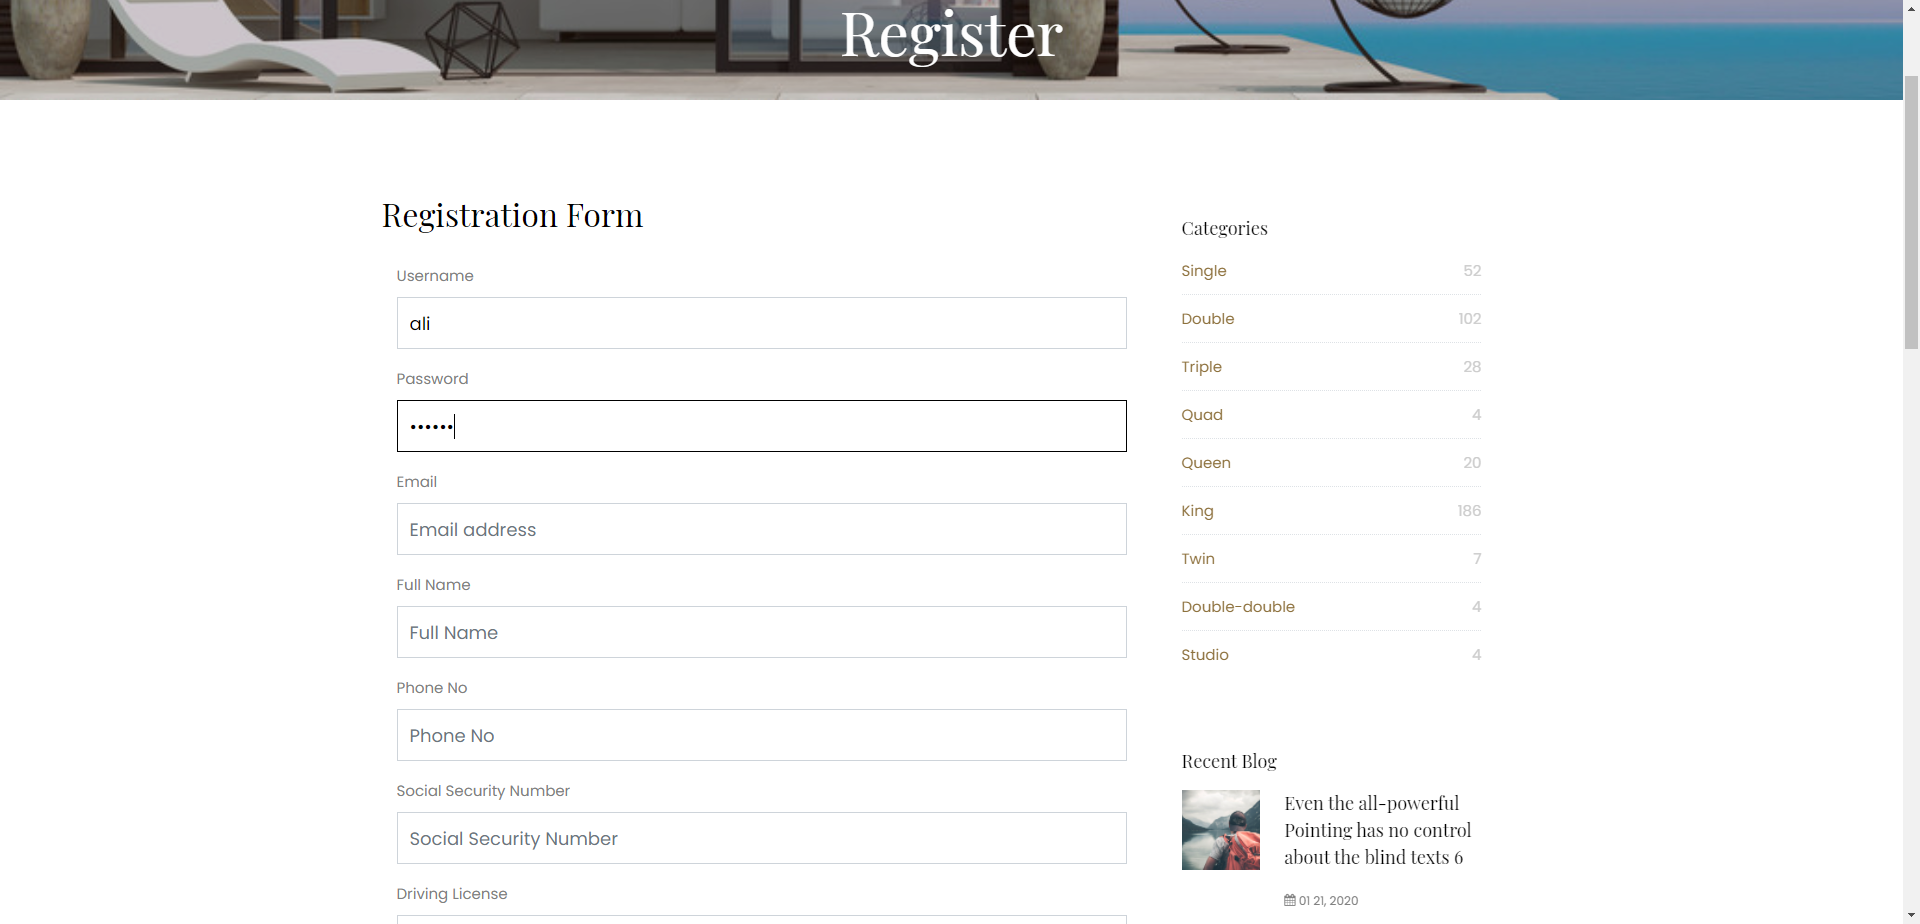 Register
Registration Form
Username
ali
Password
••••••
Email
Email address
Full Name
Full Name
Phone No
Phone No
Social Security Number
Social Security Number
Driving License
Categories
Single 52
Double 102
Triple 28
Quad 4
Queen 20
King 186
Twin 7
Double-double 4
Studio 4
Recent Blog
Even the all-powerful
Pointing has no control
about the blind texts 6
01 21, 2020